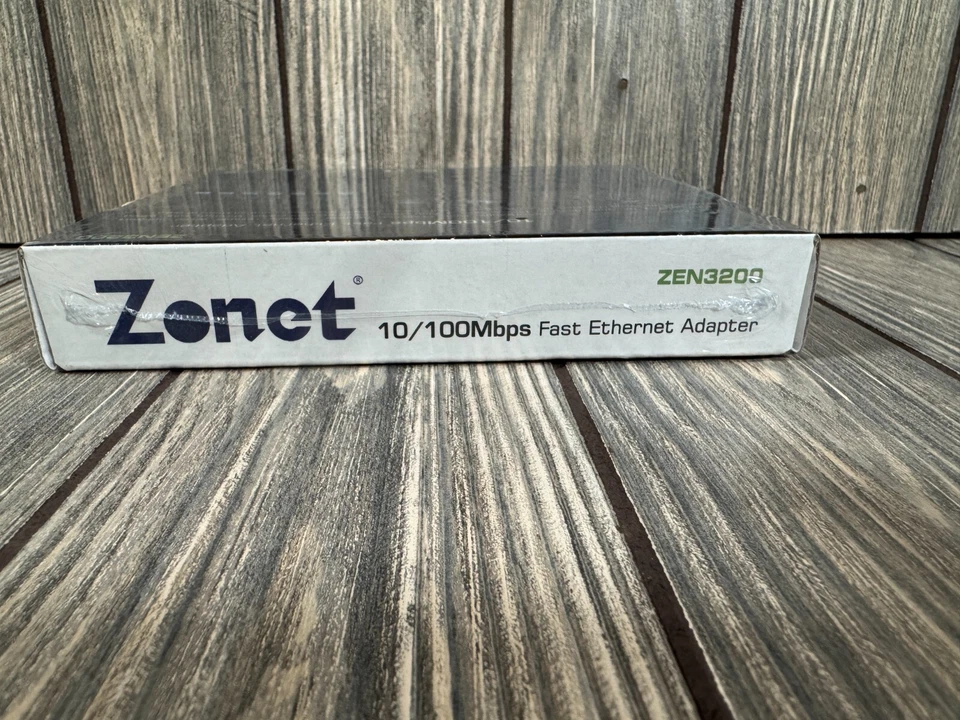 Zonet®
ZEN3200
10/100Mbps Fast Ethernet Adapter